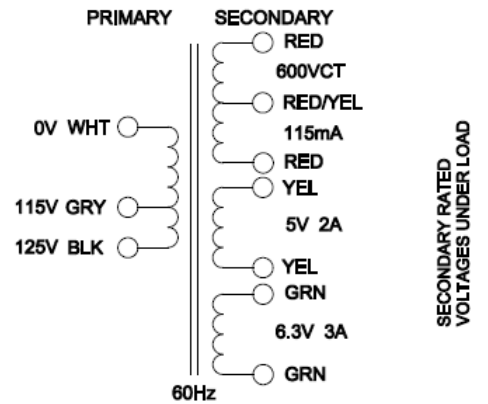 PRIMARY SECONDARY
RED
600VCT
RED/YEL
0V WHT
115mA
RED
YEL
115V GRY
5V 2A
125V BLK
YEL
GRN
6.3V 3A
GRN
60Hz
SECONDARY RATED
VOLTAGES UNDER LOAD